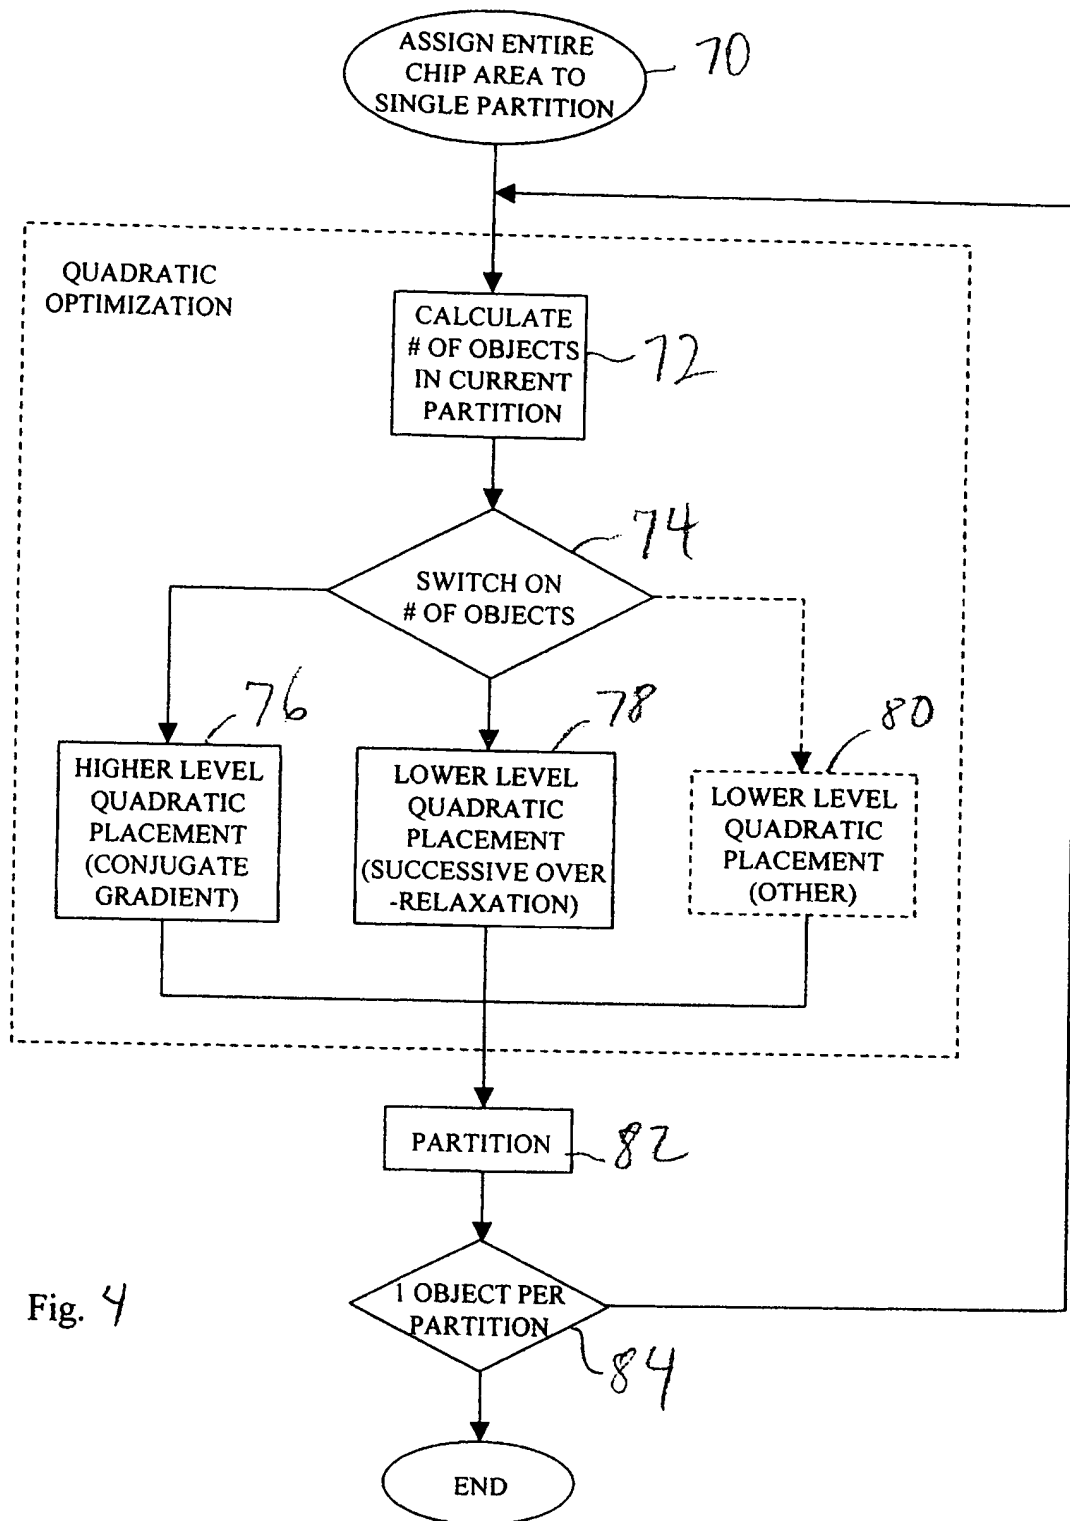 ASSIGN ENTIRE
CHIP AREA TO
SINGLE PARTITION
70
QUADRATIC
OPTIMIZATION
CALCULATE
# OF OBJECTS
IN CURRENT
PARTITION
72
74
SWITCH ON
# OF OBJECTS
76
78
80
HIGHER LEVEL
QUADRATIC
PLACEMENT
(CONJUGATE
GRADIENT)
LOWER LEVEL
QUADRATIC
PLACEMENT
(SUCCESSIVE OVER
-RELAXATION)
LOWER LEVEL
QUADRATIC
PLACEMENT
(OTHER)
PARTITION
82
1 OBJECT PER
PARTITION
84
Fig. 4
END